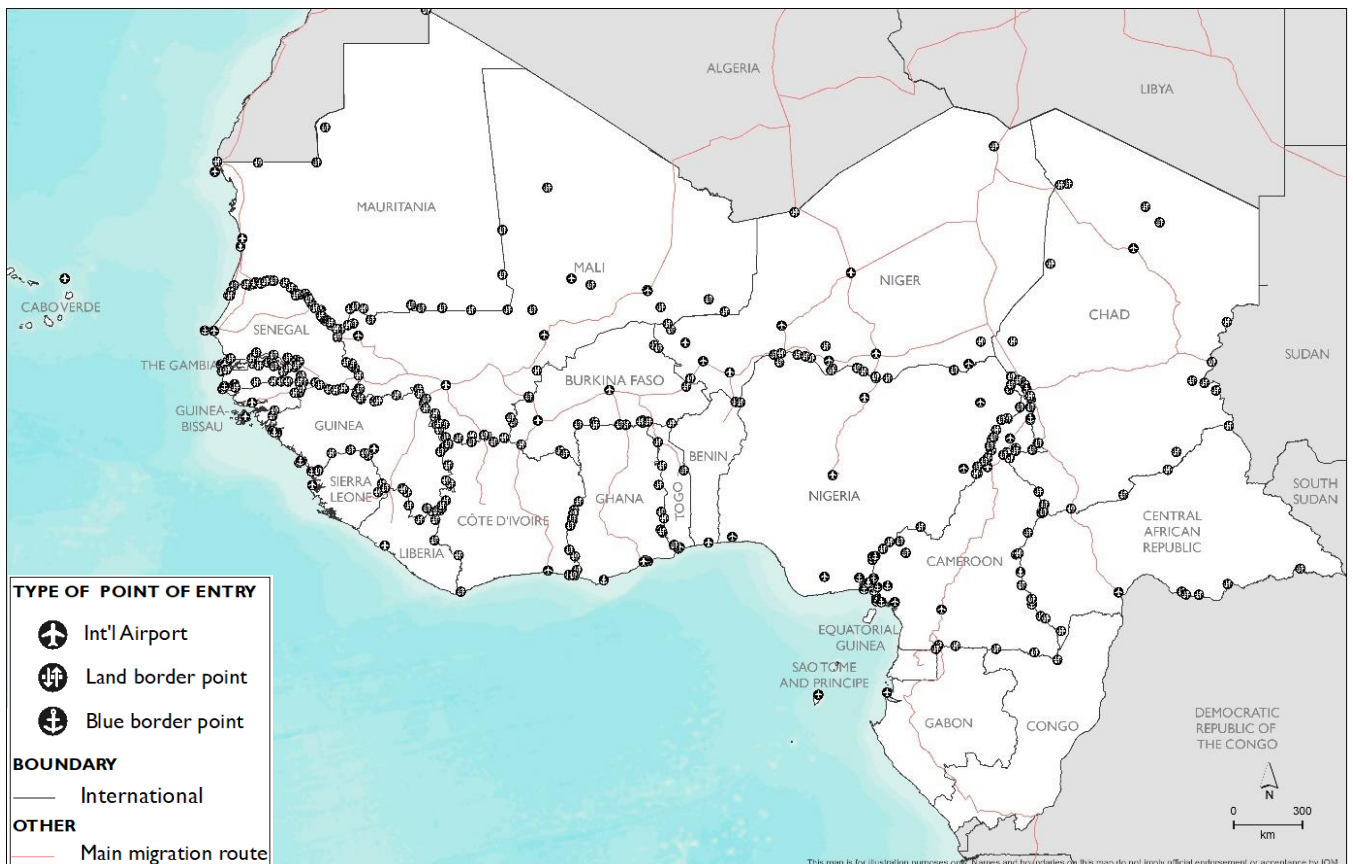 ALGERIA
LIBYA
MAURITANIA
MALI
NIGER
CABO VERDE
CHAD
SENEGAL
SUDAN
THE GAMBIA
BURKINA FASO
GUINEA-
BISSAU
GUINEA
BENIN
SIERRA
LEONE
GHANA
TOGO
NIGERIA
SOUTH
SUDAN
CÔTE D'IVOIRE
CENTRAL
AFRICAN
REPUBLIC
LIBERIA
CAMEROON
EQUATORIAL
GUINEA
SAO TOME
AND PRINCIPE
GABON
CONGO
DEMOCRATIC
REPUBLIC OF
THE CONGO
N
0 300
km
TYPE OF POINT OF ENTRY
Int'l Airport
Land border point
Blue border point
BOUNDARY
International
OTHER
Main migration route
This map is for illustration purposes only. Names and boundaries on this map do not imply official endorsement or acceptance by IOM.